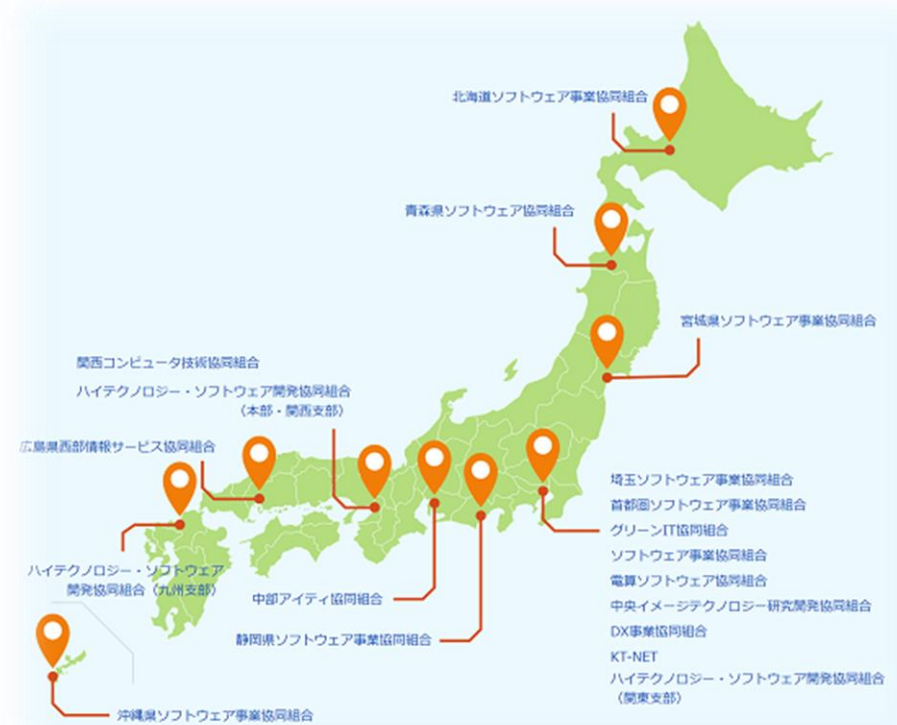 北海道ソフトウェア事業協同組合
青森県ソフトウェア協同組合
宮城県ソフトウェア事業協同組合
関西コンピュータ技術協同組合
ハイテクノロジー・ソフトウェア開発協同組合
（本部・関西支部）
広島県西部情報サービス協同組合
埼玉ソフトウェア事業協同組合
首都圏ソフトウェア事業協同組合
グリーンIT協同組合
ソフトウェア事業協同組合
電算ソフトウェア協同組合
中央イメージテクノロジー研究開発協同組合
DX事業協同組合
KT-NET
ハイテクノロジー・ソフトウェア開発協同組合
（関東支部）
ハイテクノロジー・ソフトウェア
開発協同組合（九州支部）
中部アイティ協同組合
静岡県ソフトウェア事業協同組合
沖縄県ソフトウェア事業協同組合